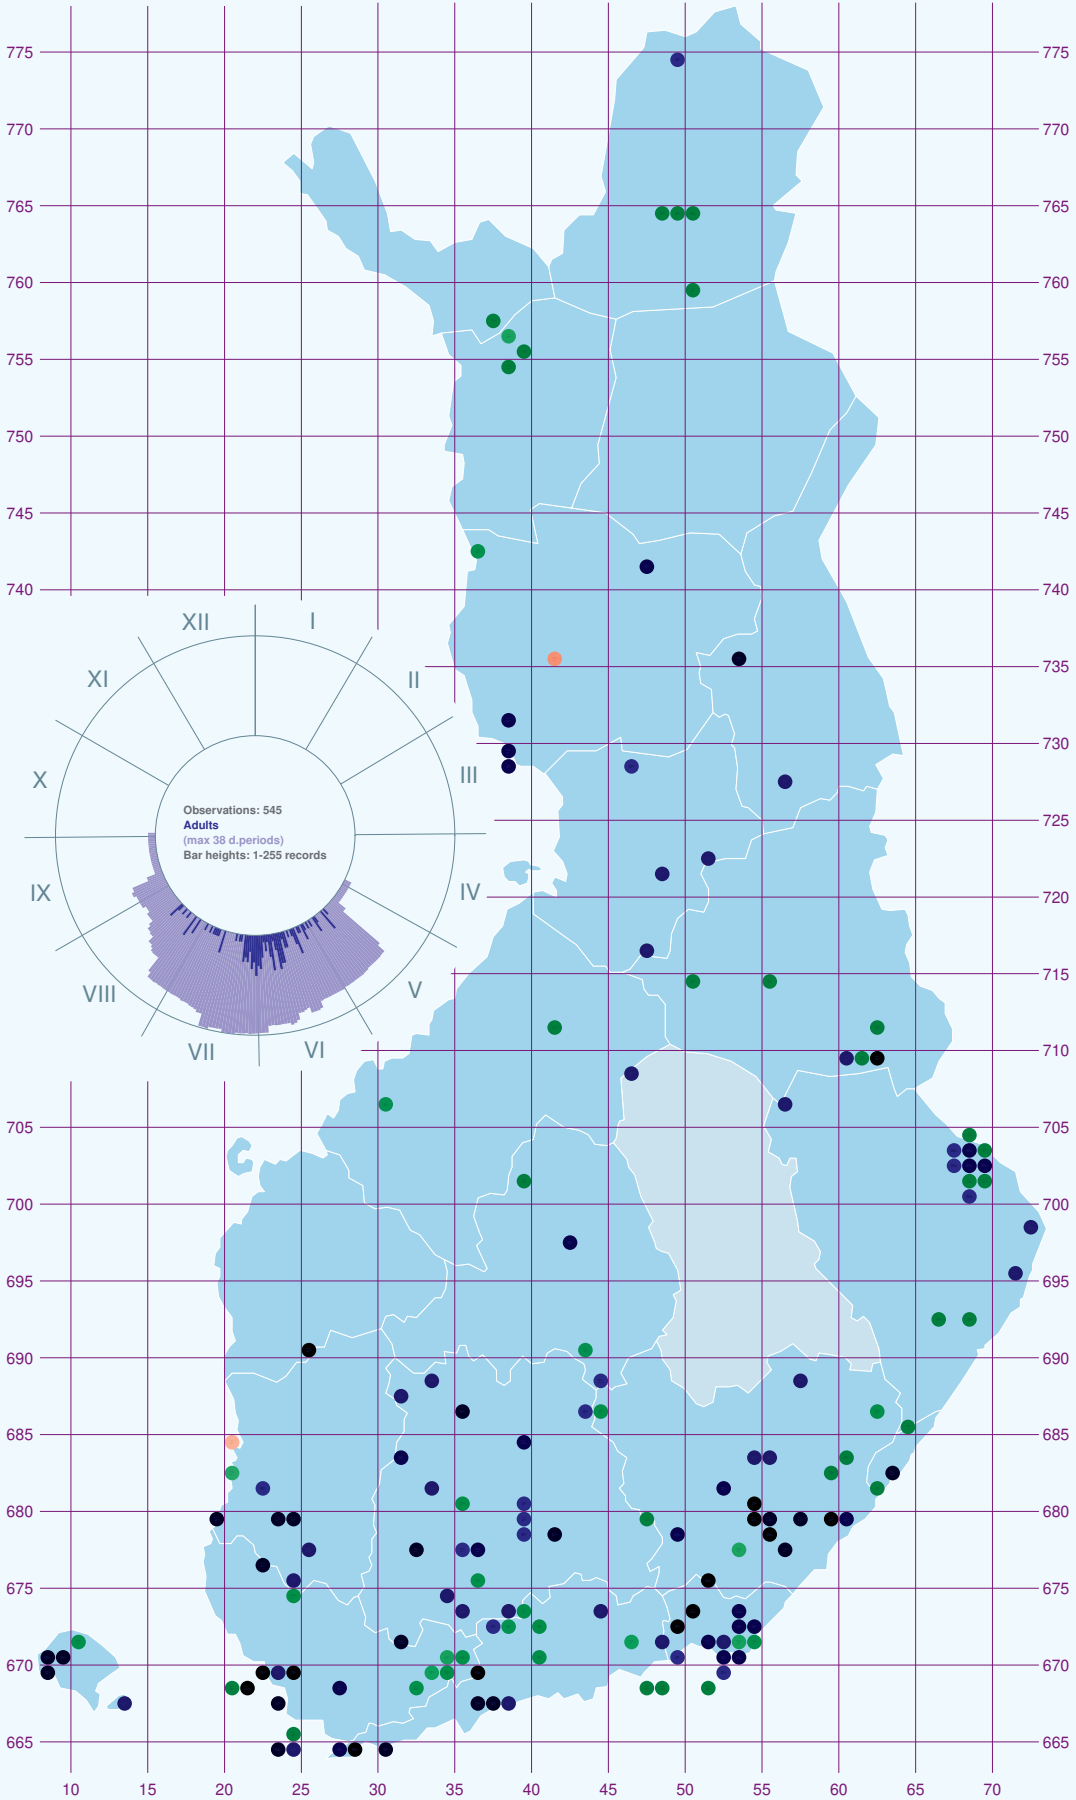 775 775
770 770
765 765
760 760
755 755
750 750
745 745
740 740
XII I
XI II
735 735
730 730
X III
Observations: 545
Adults
(max 38 d.periods)
Bar heights: 1-255 records
725 725
IX IV
720 720
715 715
VIII V
VII VI
710 710
705 705
700 700
695 695
690 690
685 685
680 680
675 675
670 670
665 665
10 15 20 25 30 35 40 45 50 55 60 65 70